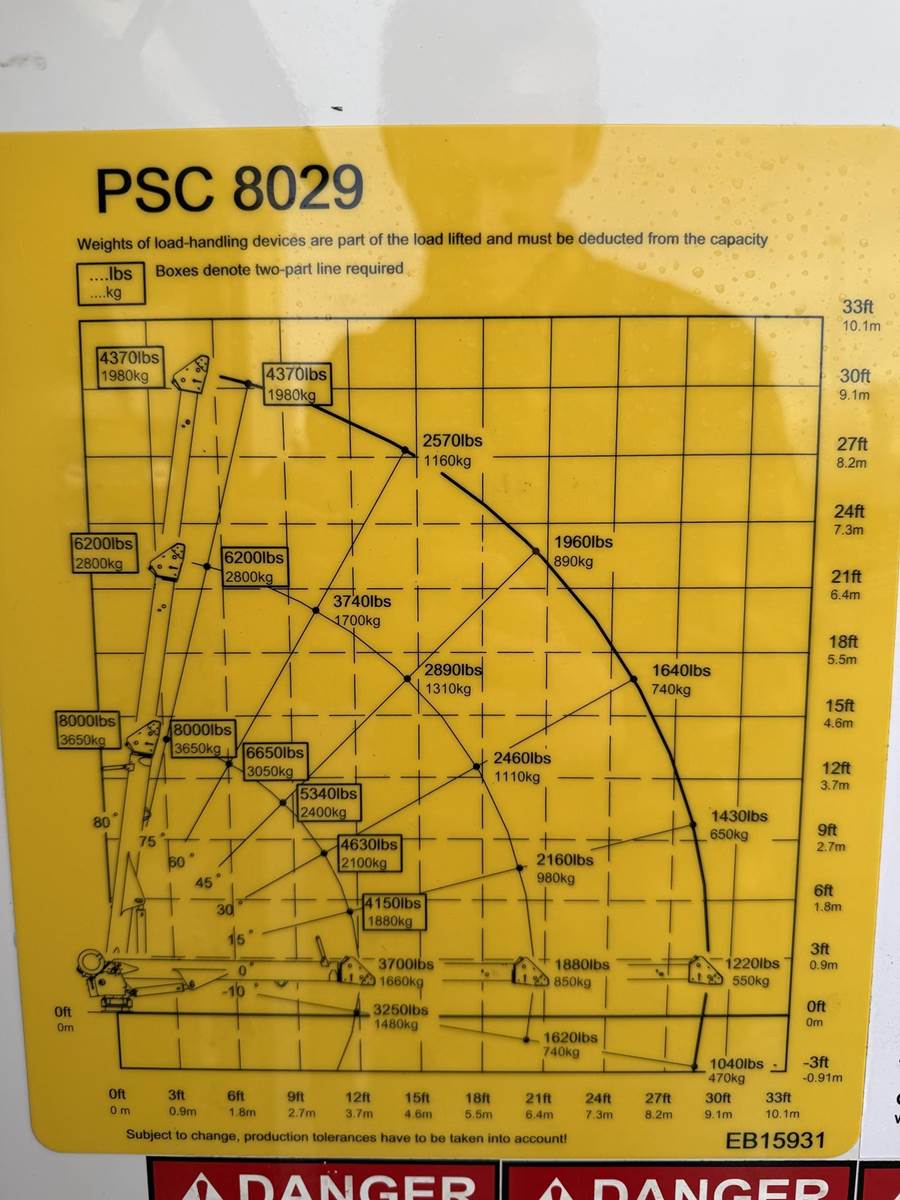 PSC 8029
Weights of load-handling devices are part of the load lifted and must be deducted from the capacity
....lbs
....kg
Boxes denote two-part line required
33ft
10.1m
4370lbs
1980kg
4370lbs
1980kg
30ft
9.1m
2570lbs
1160kg
27ft
8.2m
24ft
7.3m
6200lbs
2800kg
6200lbs
2800kg
1960lbs
890kg
21ft
6.4m
3740lbs
1700kg
18ft
5.5m
2890lbs
1310kg
1640lbs
740kg
15ft
4.6m
8000lbs
3650kg
8000lbs
3650kg
6650lbs
3050kg
2460lbs
1110kg
12ft
3.7m
5340lbs
2400kg
80°
75°
60°
45°
30°
15°
0°
-10°
4630lbs
2100kg
2160lbs
980kg
1430lbs
650kg
9ft
2.7m
4150lbs
1880kg
6ft
1.8m
3700lbs
1660kg
1880lbs
850kg
1220lbs
550kg
3ft
0.9m
0ft
0m
3250lbs
1480kg
0ft
0m
1620lbs
740kg
1040lbs
470kg
-3ft
-0.91m
0ft 3ft 6ft 9ft 12ft 15ft 18ft 21ft 24ft 27ft 30ft 33ft
0 m 0.9m 1.8m 2.7m 3.7m 4.6m 5.5m 6.4m 7.3m 8.2m 9.1m 10.1m
Subject to change, production tolerances have to be taken into account!
EB15931
DANGER
DANGER